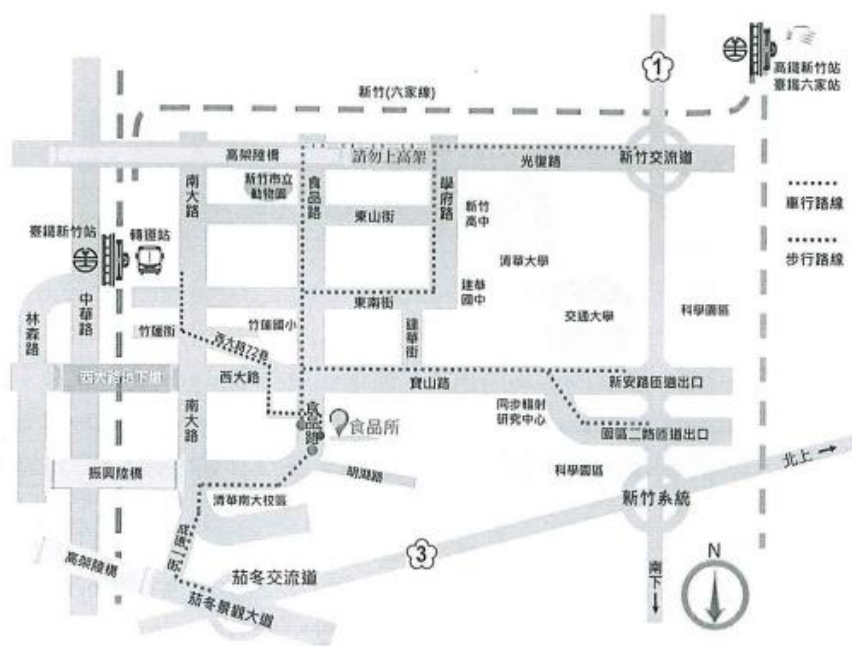 1
高鐵新竹站
臺鐵六家站
新竹(六家線)
高架陸橋
請勿上高架
光復路
新竹交流道
南大路
新竹市立
動物園
食品路
學府路
新竹
高中
東山街
車行路線
步行路線
臺鐵新竹站
轉運站
清華大學
建華
國中
東南街
交通大學
科學園區
林森路
中華路
竹蓮街
竹蓮國小
西大路72巷
建華街
西大路地下道
西大路
寶山路
新安路匝道出口
南大路
食品路
食品所
同步輻射
研究中心
園區二路匝道出口
振興陸橋
明湖路
科學園區
北上
清華南大校區
新竹系統
高架陸橋
3
茄苳交流道
茄苳景觀大道
南下
N